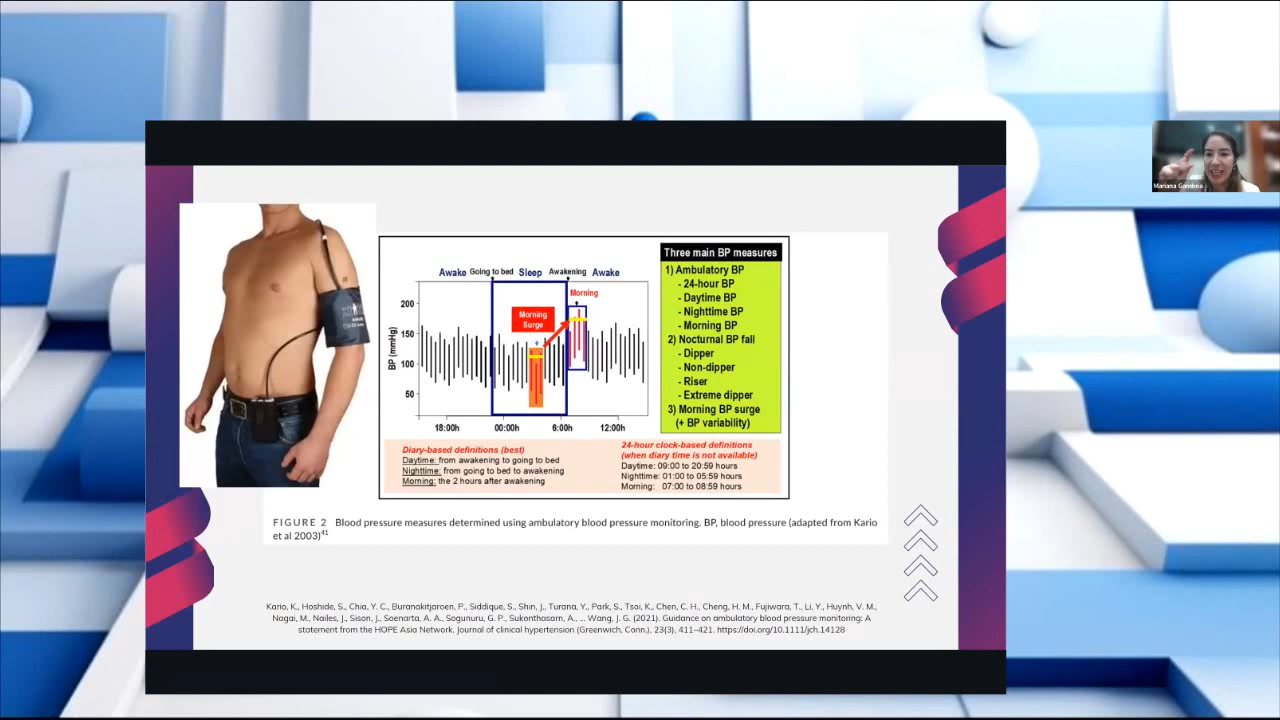 Mariana Gamboa
Awake Going to bed Sleep Awakening Awake
Morning
Morning
Surge
BP (mmHg)
200
150
100
50
18:00h 00:00h 6:00h 12:00h
Three main BP measures
1) Ambulatory BP
- 24-hour BP
- Daytime BP
- Nighttime BP
- Morning BP
2) Nocturnal BP fall
- Dipper
- Non-dipper
- Riser
- Extreme dipper
3) Morning BP surge
(+ BP variability)
Diary-based definitions (best)
Daytime: from awakening to going to bed
Nighttime: from going to bed to awakening
Morning: the 2 hours after awakening
24-hour clock-based definitions
(when diary time is not available)
Daytime: 09:00 to 20:59 hours
Nighttime: 01:00 to 05:59 hours
Morning: 07:00 to 08:59 hours
FIGURE 2 Blood pressure measures determined using ambulatory blood pressure monitoring. BP, blood pressure (adapted from Kario
et al 2003)41
Kario, K., Hoshide, S., Chia, Y. C., Buranakitjaroen, P., Siddique, S., Shin, J., Turana, Y., Park, S., Tsoi, K., Chen, C. H., Cheng, H. M., Fujiwara, T., Li, Y., Huynh, V. M.,
Nagai, M., Nailes, J., Sison, J., Soenarta, A. A., Sogunuru, G. P., Sukonthasarn, A., ... Wang, J. G. (2021). Guidance on ambulatory blood pressure monitoring: A
statement from the HOPE Asia Network. Journal of clinical hypertension (Greenwich, Conn.), 23(3), 411–421. https://doi.org/10.1111/jch.14128